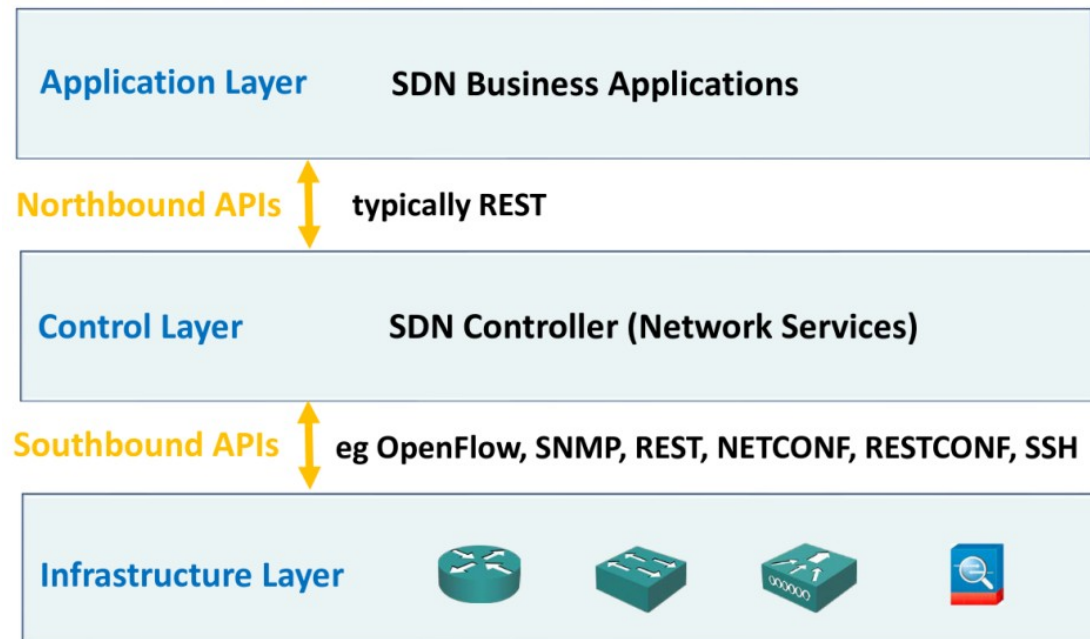 Application Layer SDN Business Applications
Northbound APIs typically REST
Control Layer SDN Controller (Network Services)
Southbound APIs eg OpenFlow, SNMP, REST, NETCONF, RESTCONF, SSH
Infrastructure Layer